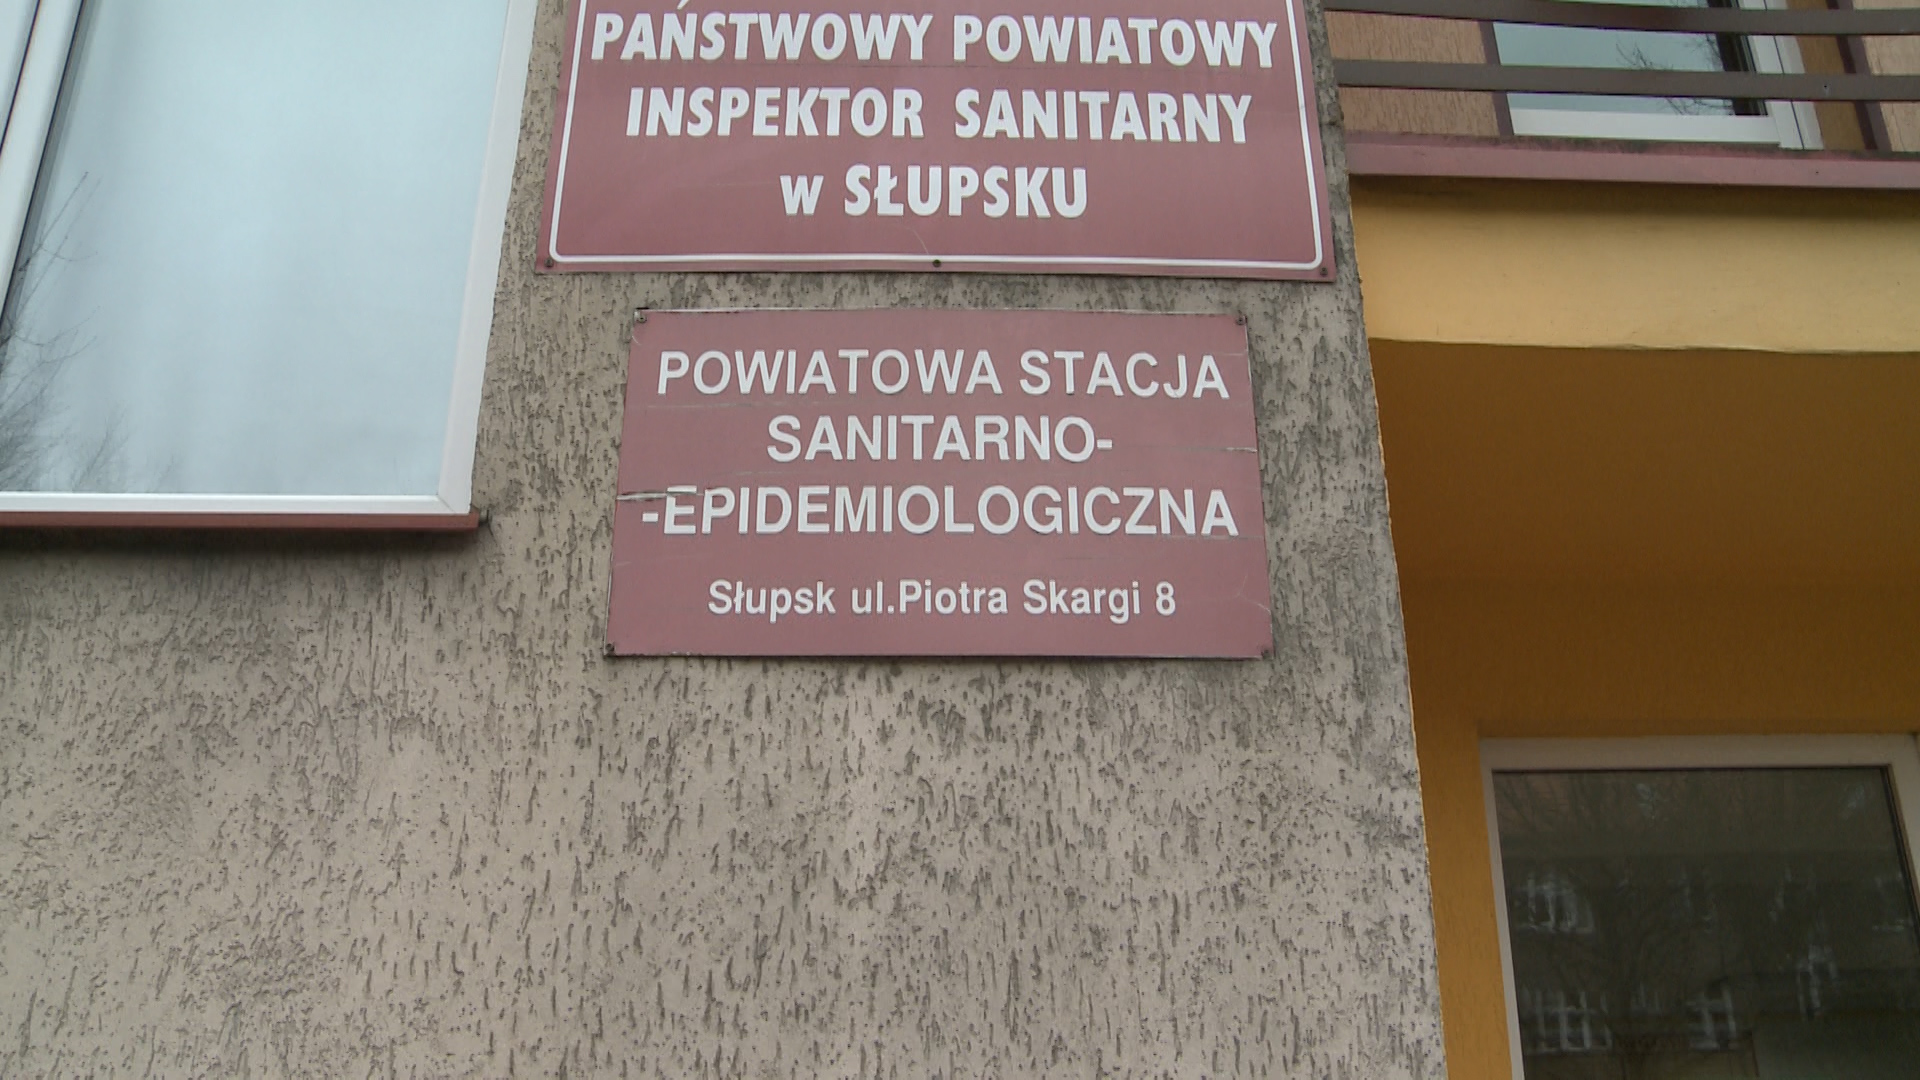 PAŃSTWOWY POWIATOWY
INSPEKTOR SANITARNY
w SŁUPSKU
POWIATOWA STACJA
SANITARNO-
-EPIDEMIOLOGICZNA
Słupsk ul.Piotra Skargi 8